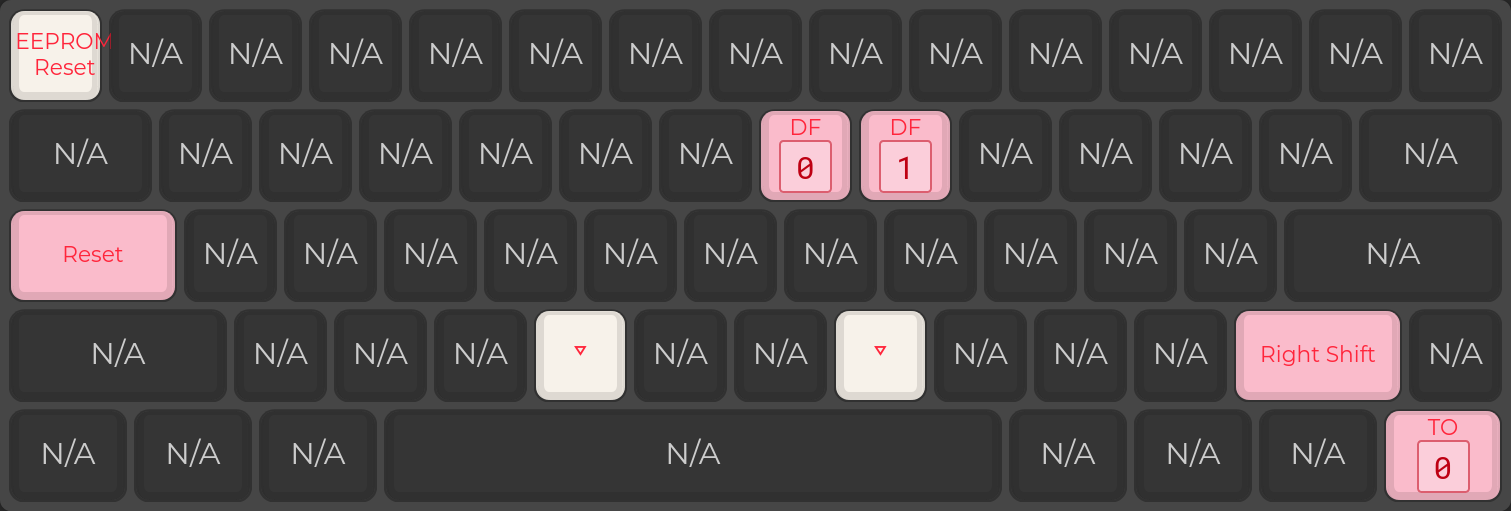 EEPROM
Reset
N/A N/A N/A N/A N/A N/A N/A N/A N/A N/A N/A N/A N/A N/A
N/A N/A N/A N/A N/A N/A N/A DF DF N/A N/A N/A N/A N/A
0 1
Reset N/A N/A N/A N/A N/A N/A N/A N/A N/A N/A N/A N/A
N/A N/A N/A N/A ▽ N/A N/A ▽ N/A N/A N/A Right Shift N/A
N/A N/A N/A N/A N/A N/A N/A TO
0